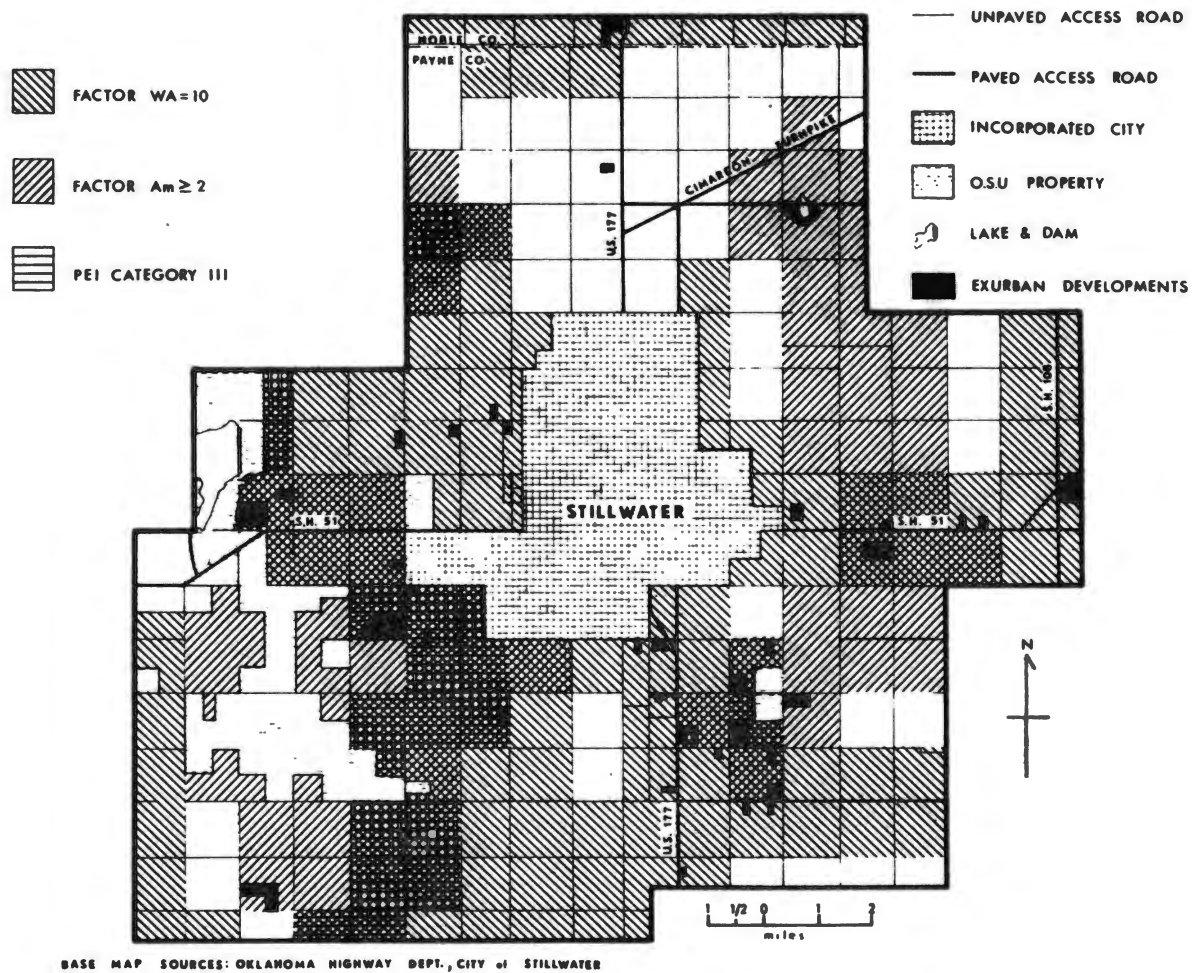 FACTOR WA=10
FACTOR Am ≥ 2
PEI CATEGORY III
NOBLE CO.
PAYNE CO.
CIMARRON TURNPIKE
U.S. 177
S.H. 108
STILLWATER
S.H. 51
S.H. 51
U.S. 177
UNPAVED ACCESS ROAD
PAVED ACCESS ROAD
INCORPORATED CITY
O.S.U PROPERTY
LAKE & DAM
EXURBAN DEVELOPMENTS
N
1 1/2 0 1 2
miles
BASE MAP SOURCES: OKLAHOMA HIGHWAY DEPT., CITY of STILLWATER